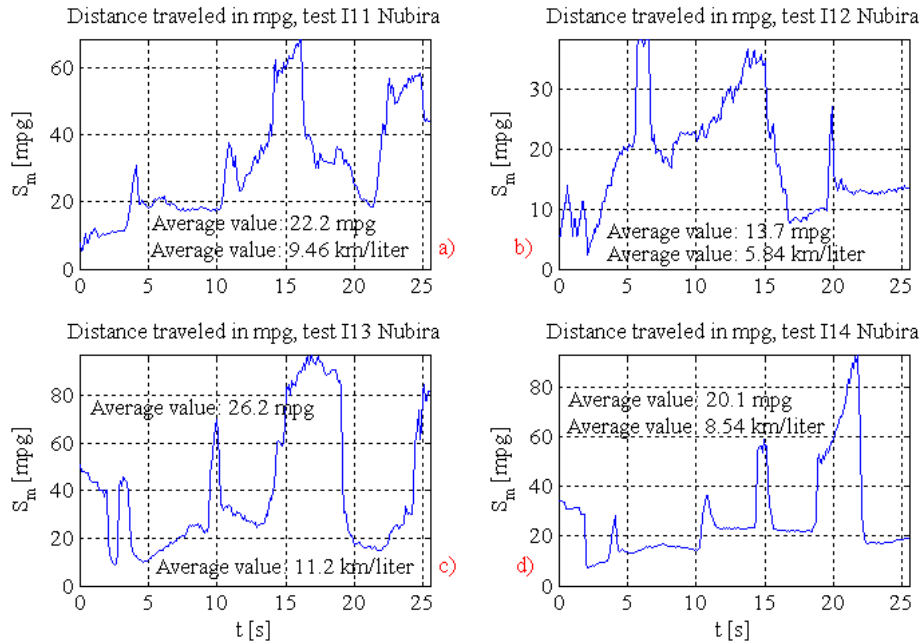 Distance traveled in mpg, test I11 Nubira
S_m [mpg]
60
40
20
0
0 5 10 15 20 25
Average value: 22.2 mpg
Average value: 9.46 km/liter
a)
Distance traveled in mpg, test I12 Nubira
S_m [mpg]
30
20
10
0
0 5 10 15 20 25
Average value: 13.7 mpg
Average value: 5.84 km/liter
b)
Distance traveled in mpg, test I13 Nubira
S_m [mpg]
80
60
40
20
0
0 5 10 15 20 25
t [s]
Average value: 26.2 mpg
Average value: 11.2 km/liter
c)
Distance traveled in mpg, test I14 Nubira
S_m [mpg]
80
60
40
20
0
0 5 10 15 20 25
t [s]
Average value: 20.1 mpg
Average value: 8.54 km/liter
d)